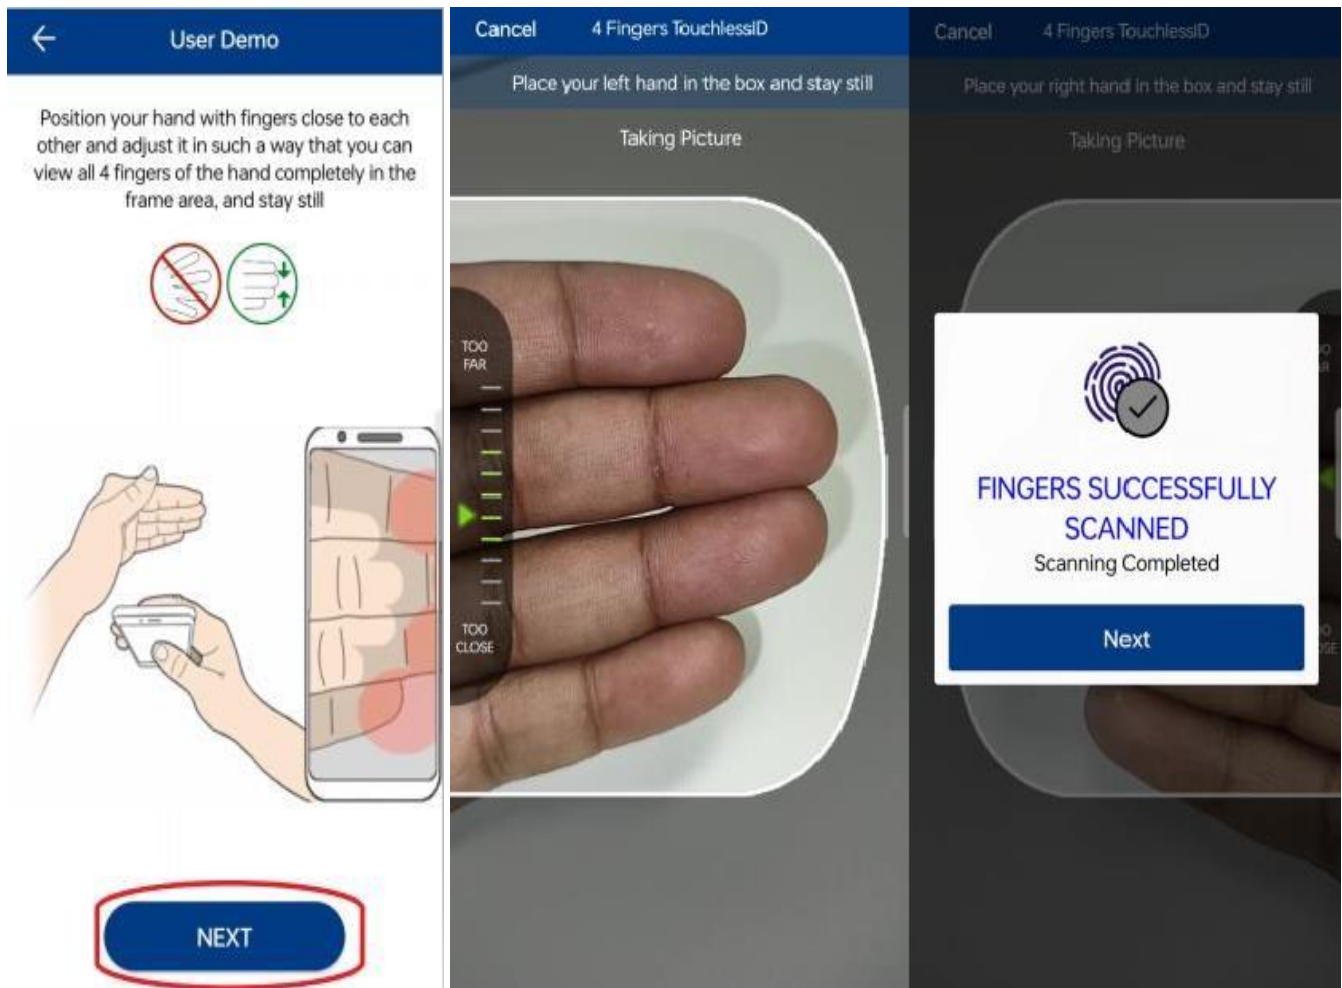 User Demo
Position your hand with fingers close to each
other and adjust it in such a way that you can
view all 4 fingers of the hand completely in the
frame area, and stay still
NEXT
Cancel 4 Fingers TouchlessID
Place your left hand in the box and stay still
Taking Picture
TOO
FAR
TOO
CLOSE
Cancel 4 Fingers TouchlessID
Place your right hand in the box and stay still
Taking Picture
FINGERS SUCCESSFULLY
SCANNED
Scanning Completed
Next